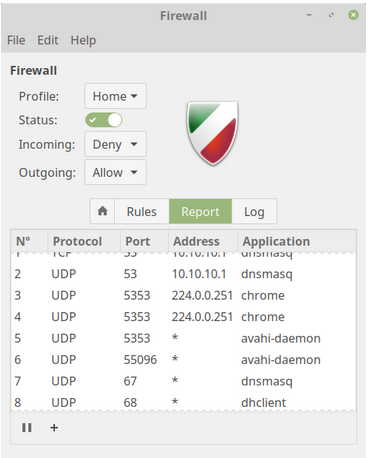 Firewall
File Edit Help
Firewall
Profile: Home
Status:
Incoming: Deny
Outgoing: Allow
Rules Report Log
N° Protocol Port Address Application
1 TCP 53 10.10.10.1 dnsmasq
2 UDP 53 10.10.10.1 dnsmasq
3 UDP 5353 224.0.0.251 chrome
4 UDP 5353 224.0.0.251 chrome
5 UDP 5353 * avahi-daemon
6 UDP 55096 * avahi-daemon
7 UDP 67 * dnsmasq
8 UDP 68 * dhclient